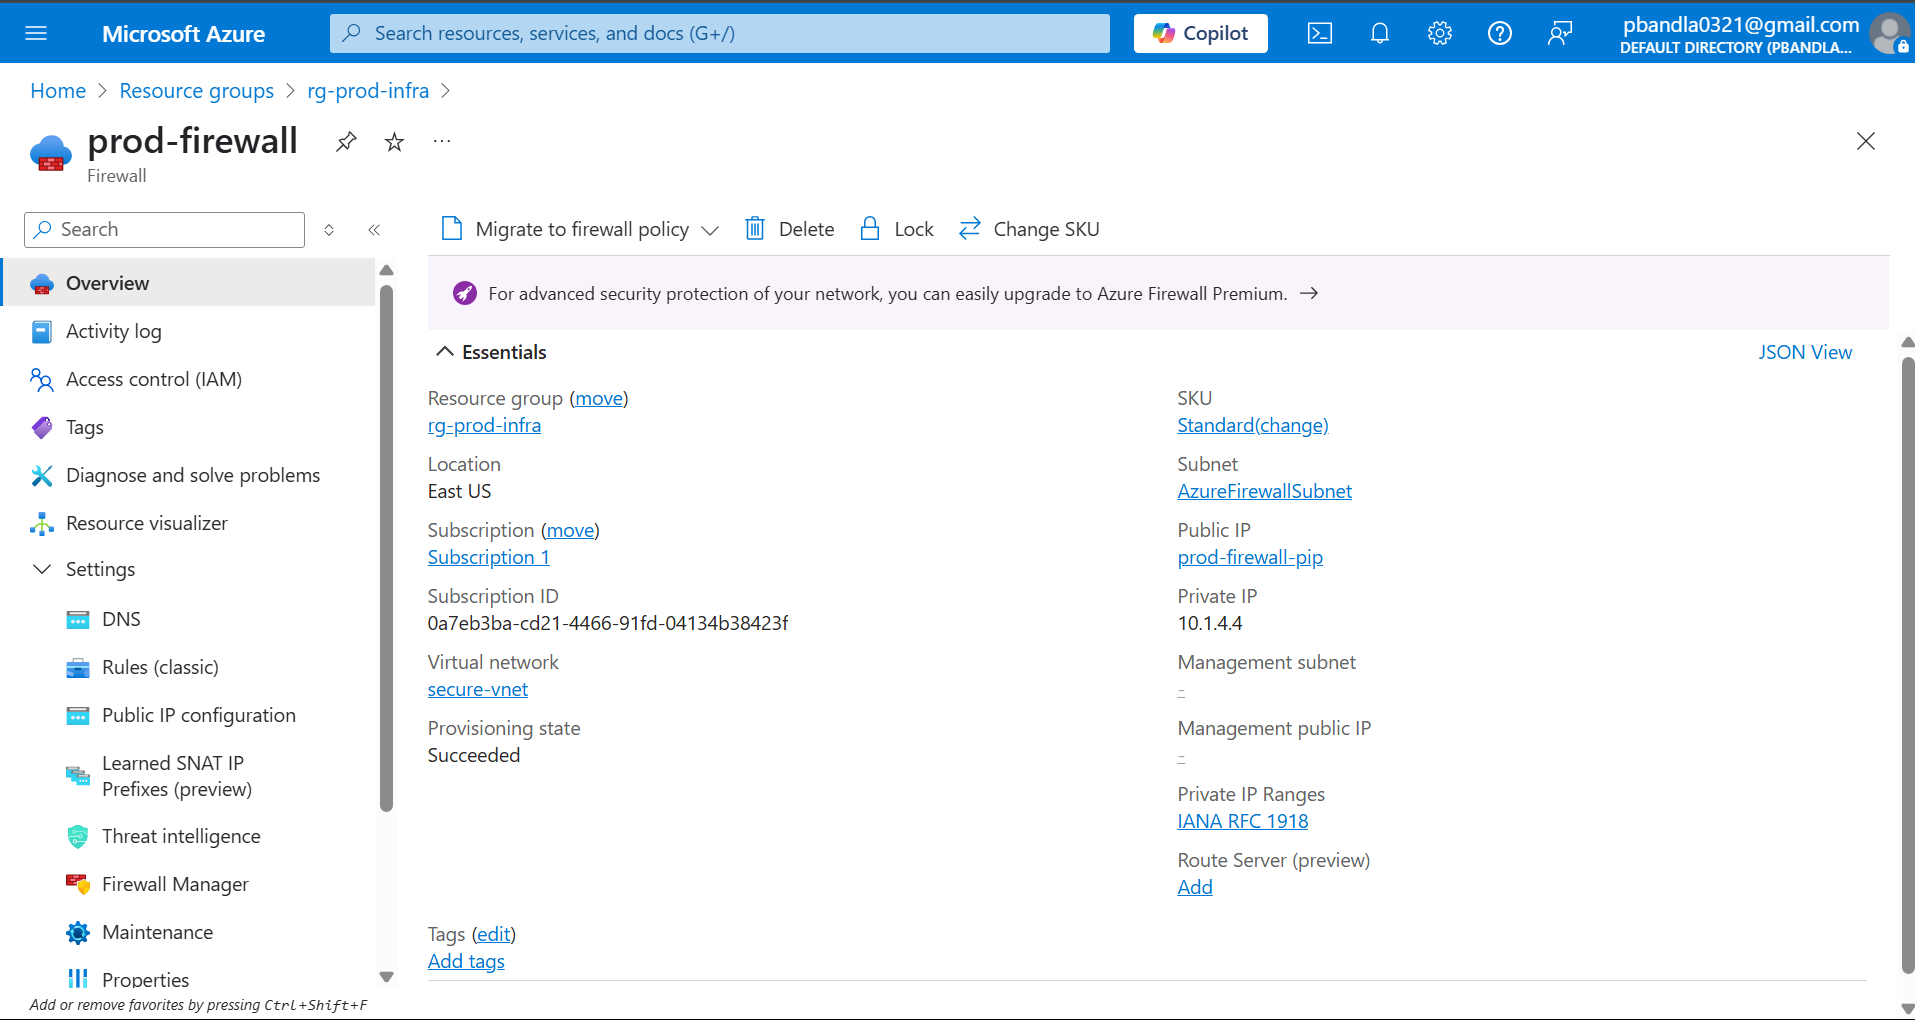 Microsoft Azure
Search resources, services, and docs (G+/)
Copilot
pbandla0321@gmail.com
DEFAULT DIRECTORY (PBANDLA...
Home > Resource groups > rg-prod-infra >
prod-firewall
Firewall
Search
Migrate to firewall policy
Delete
Lock
Change SKU
Overview
Activity log
Access control (IAM)
Tags
Diagnose and solve problems
Resource visualizer
Settings
DNS
Rules (classic)
Public IP configuration
Learned SNAT IP
Prefixes (preview)
Threat intelligence
Firewall Manager
Maintenance
Properties
Add or remove favorites by pressing Ctrl+Shift+F
For advanced security protection of your network, you can easily upgrade to Azure Firewall Premium. →
Essentials
JSON View
Resource group (move)
rg-prod-infra
Location
East US
Subscription (move)
Subscription 1
Subscription ID
0a7eb3ba-cd21-4466-91fd-04134b38423f
Virtual network
secure-vnet
Provisioning state
Succeeded
SKU
Standard(change)
Subnet
AzureFirewallSubnet
Public IP
prod-firewall-pip
Private IP
10.1.4.4
Management subnet
-
Management public IP
-
Private IP Ranges
IANA RFC 1918
Route Server (preview)
Add
Tags (edit)
Add tags